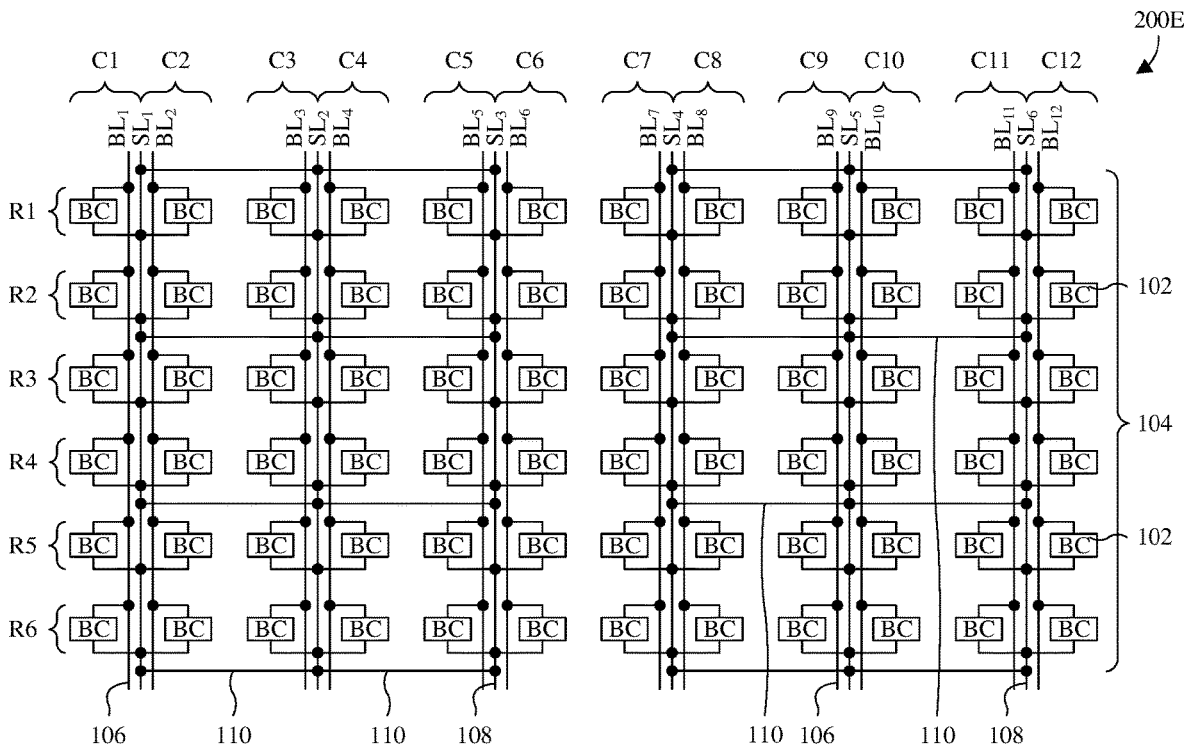 200E
C1 C2 C3 C4 C5 C6 C7 C8 C9 C10 C11 C12
BL₁ SL₁ BL₂ BL₃ SL₂ BL₄ BL₅ SL₃ BL₆ BL₇ SL₄ BL₈ BL₉ SL₅ BL₁₀ BL₁₁ SL₆ BL₁₂
R1 BC BC BC BC BC BC BC BC BC BC BC BC
R2 BC BC BC BC BC BC BC BC BC BC BC BC 102
R3 BC BC BC BC BC BC BC BC BC BC BC BC
104
R4 BC BC BC BC BC BC BC BC BC BC BC BC
R5 BC BC BC BC BC BC BC BC BC BC BC BC 102
R6 BC BC BC BC BC BC BC BC BC BC BC BC
106 110 110 108 110 106 110 108